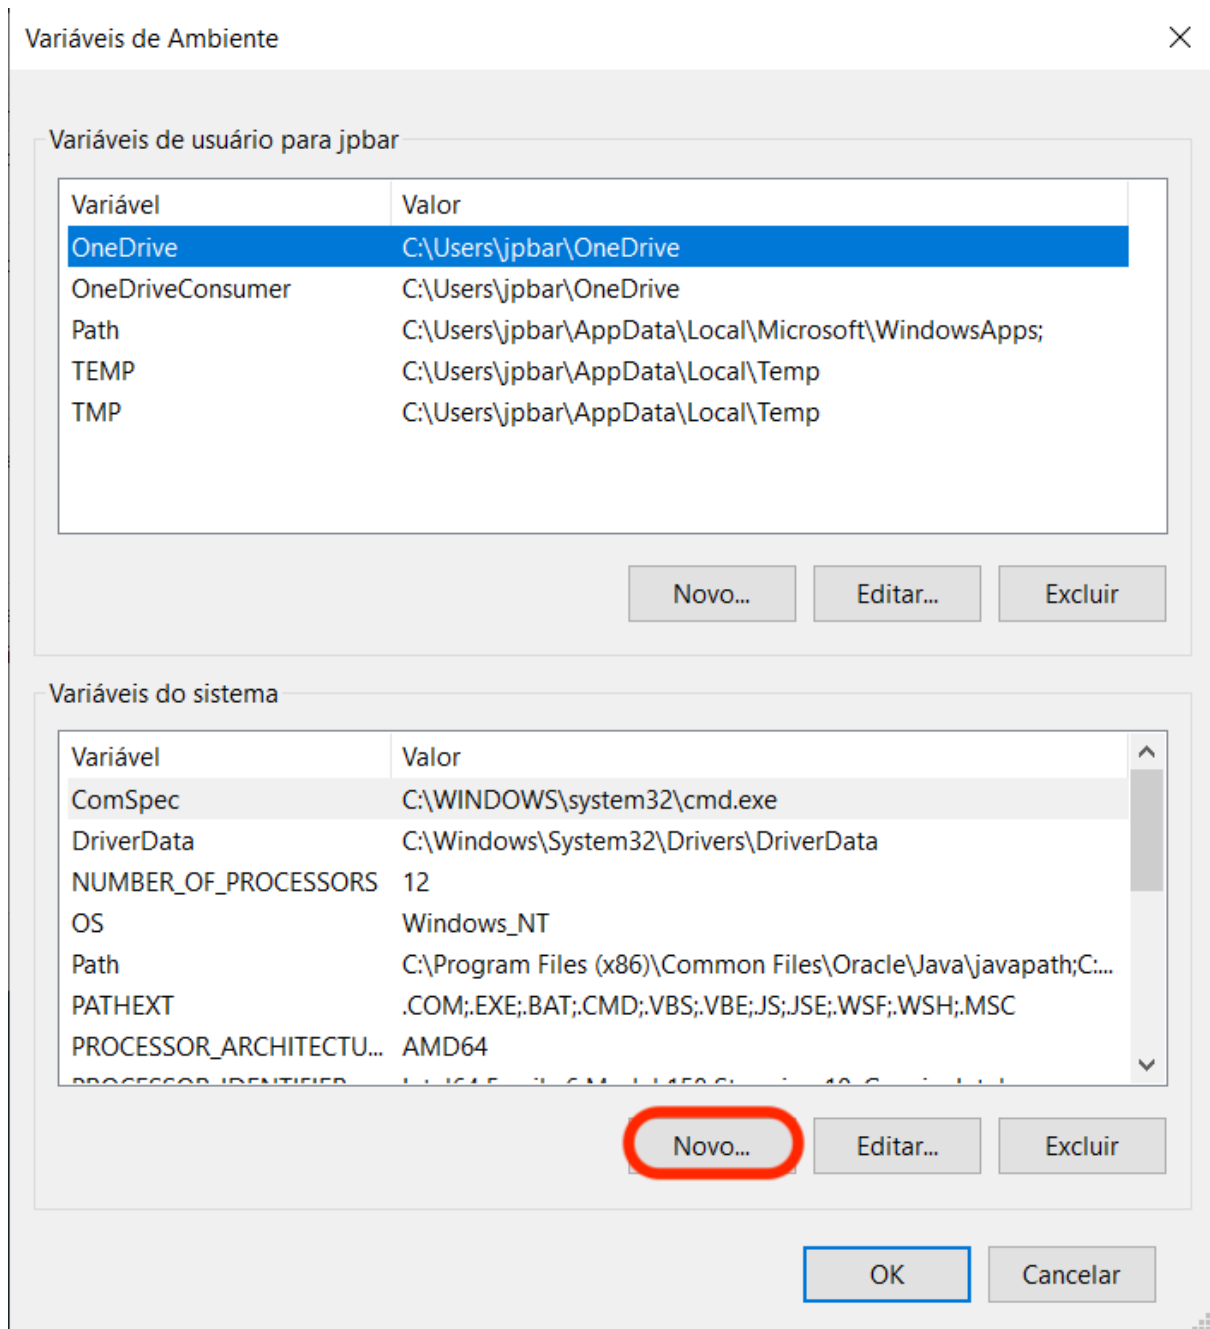 Variáveis de Ambiente
Variáveis de usuário para jpbar
Variável Valor
OneDrive C:\Users\jpbar\OneDrive
OneDriveConsumer C:\Users\jpbar\OneDrive
Path C:\Users\jpbar\AppData\Local\Microsoft\WindowsApps;
TEMP C:\Users\jpbar\AppData\Local\Temp
TMP C:\Users\jpbar\AppData\Local\Temp
Novo... Editar... Excluir
Variáveis do sistema
Variável Valor
ComSpec C:\WINDOWS\system32\cmd.exe
DriverData C:\Windows\System32\Drivers\DriverData
NUMBER_OF_PROCESSORS 12
OS Windows_NT
Path C:\Program Files (x86)\Common Files\Oracle\Java\javapath;C:...
PATHEXT .COM;.EXE;.BAT;.CMD;.VBS;.VBE;.JS;.JSE;.WSF;.WSH;.MSC
PROCESSOR_ARCHITECTU... AMD64
Novo... Editar... Excluir
OK Cancelar